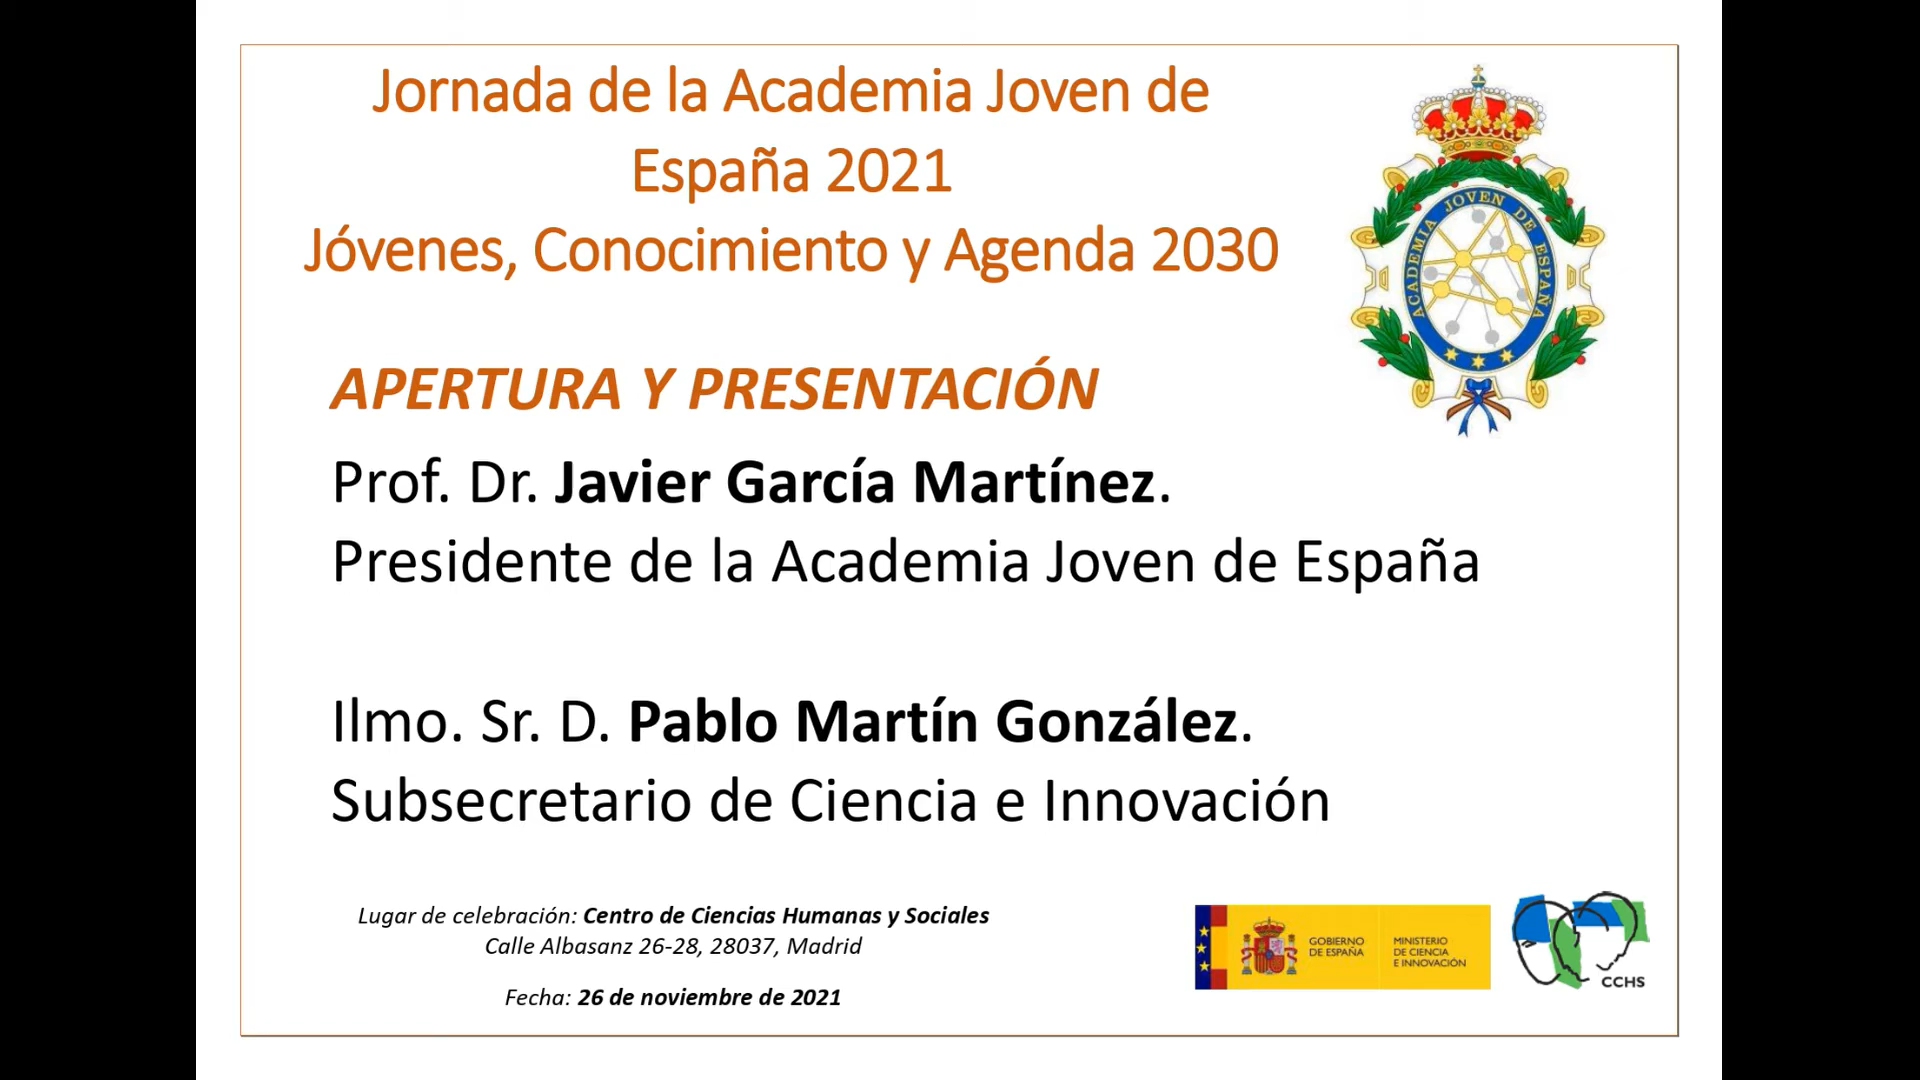 Jornada de la Academia Joven de
España 2021
Jóvenes, Conocimiento y Agenda 2030
ACADEMIA JOVEN DE ESPAÑA
APERTURA Y PRESENTACIÓN
Prof. Dr. Javier García Martínez.
Presidente de la Academia Joven de España
Ilmo. Sr. D. Pablo Martín González.
Subsecretario de Ciencia e Innovación
Lugar de celebración: Centro de Ciencias Humanas y Sociales
Calle Albasanz 26-28, 28037, Madrid
Fecha: 26 de noviembre de 2021
GOBIERNO
DE ESPAÑA
MINISTERIO
DE CIENCIA
E INNOVACIÓN
CCHS